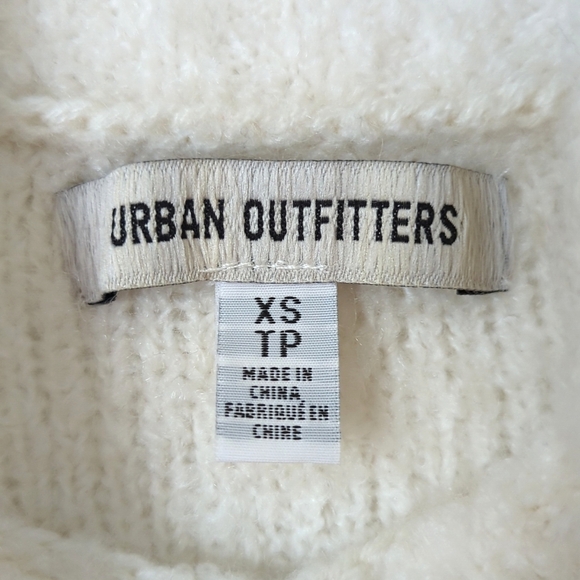 URBAN OUTFITTERS
XS
TP
MADE IN
CHINA
FABRIQUÉ EN
CHINE